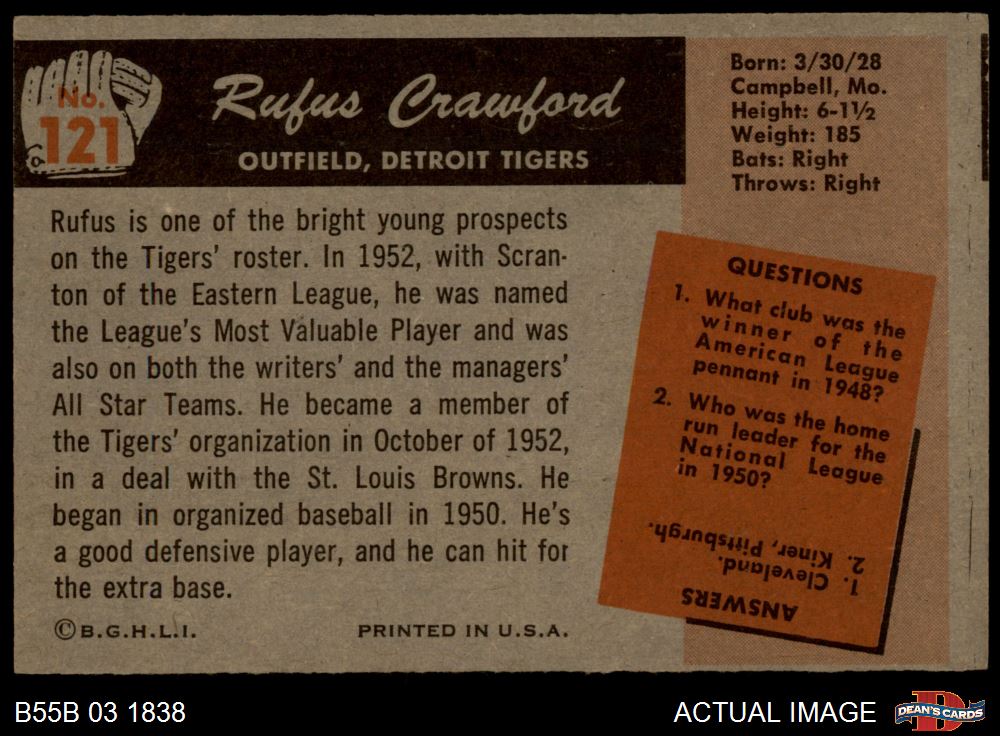 No.
121
Rufus Crawford
OUTFIELD, DETROIT TIGERS
Born: 3/30/28
Campbell, Mo.
Height: 6-1½
Weight: 185
Bats: Right
Throws: Right
Rufus is one of the bright young prospects
on the Tigers' roster. In 1952, with Scran-
ton of the Eastern League, he was named
the League's Most Valuable Player and was
also on both the writers' and the managers'
All Star Teams. He became a member of
the Tigers' organization in October of 1952,
in a deal with the St. Louis Browns. He
began in organized baseball in 1950. He's
a good defensive player, and he can hit for
the extra base.
©B.G.H.L.I.
PRINTED IN U.S.A.
QUESTIONS
1. What club was the
winner of the
American League
pennant in 1948?
2. Who was the home
run leader for the
National League
in 1950?
ANSWERS
1. Cleveland.
2. Kiner, Pittsburgh.
B55B 03 1838
ACTUAL IMAGE
D
DEAN'S CARDS